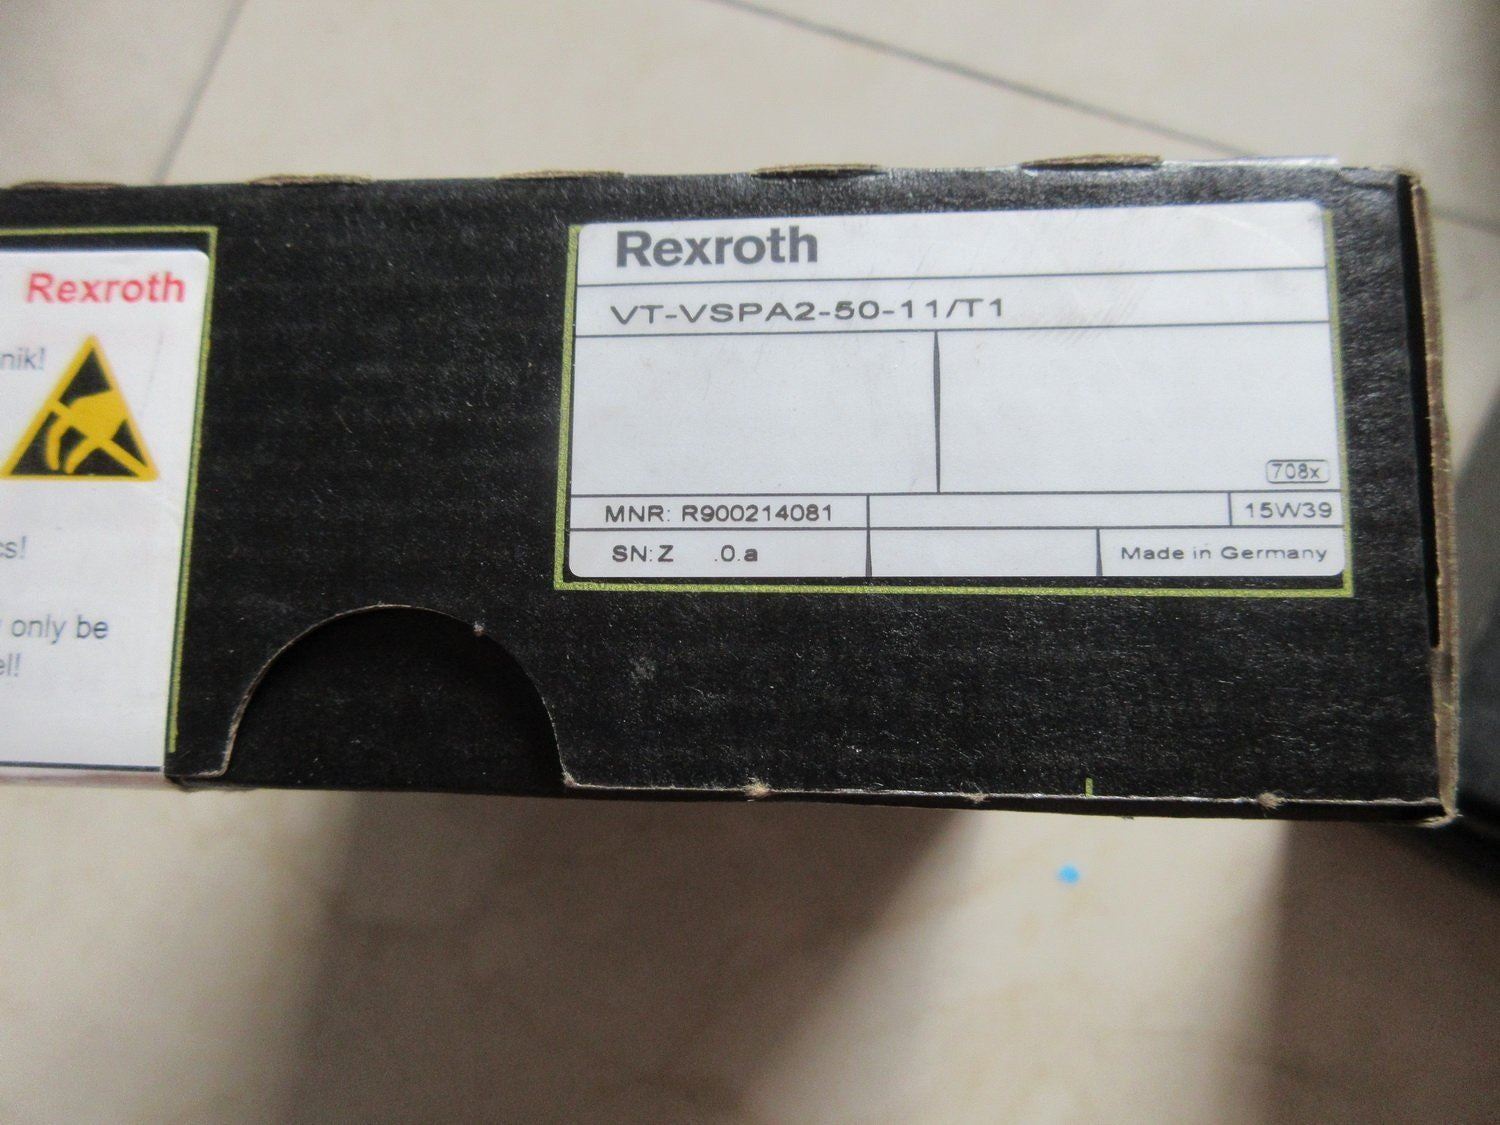 Rexroth
nik!
cs!
only be
el!
Rexroth
VT-VSPA2-50-11/T1
708x
MNR: R900214081
15W39
SN: Z .0.a
Made in Germany